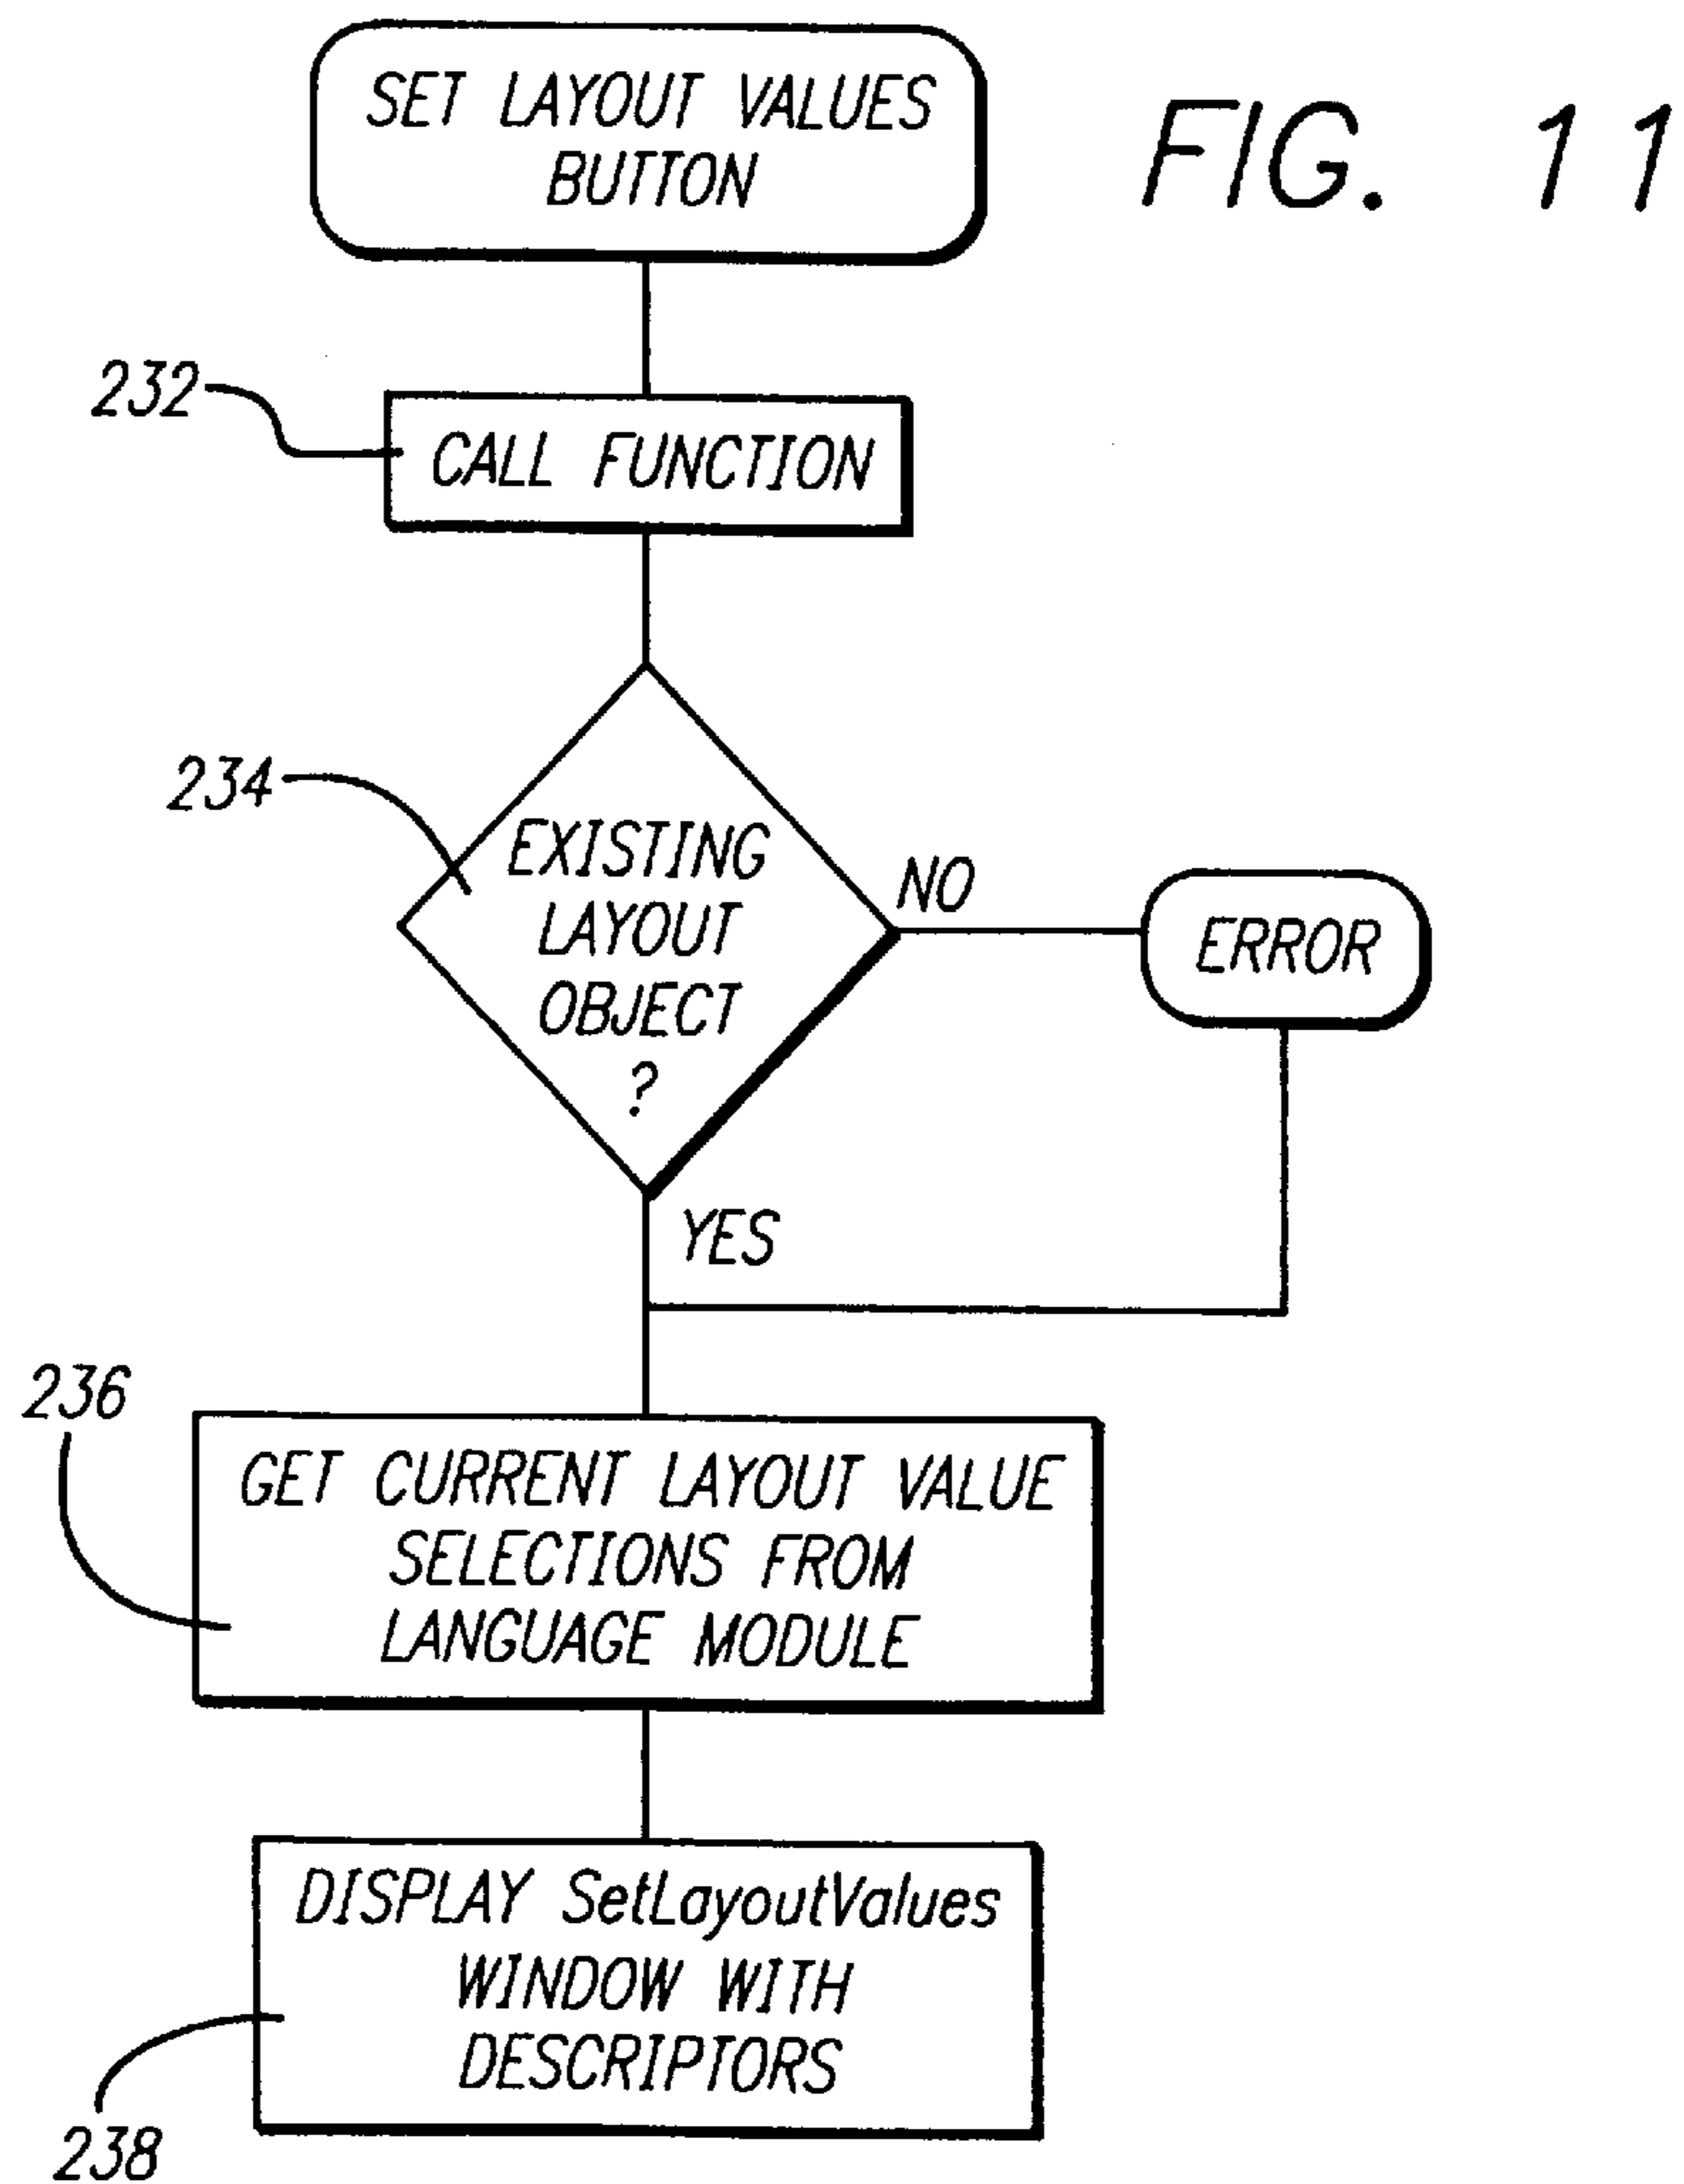 SET LAYOUT VALUES
BUTTON
FIG. 11
232
CALL FUNCTION
234
EXISTING
LAYOUT
OBJECT
?
NO
ERROR
YES
236
GET CURRENT LAYOUT VALUE
SELECTIONS FROM
LANGUAGE MODULE
DISPLAY SetLayoutValues
WINDOW WITH
DESCRIPTORS
238